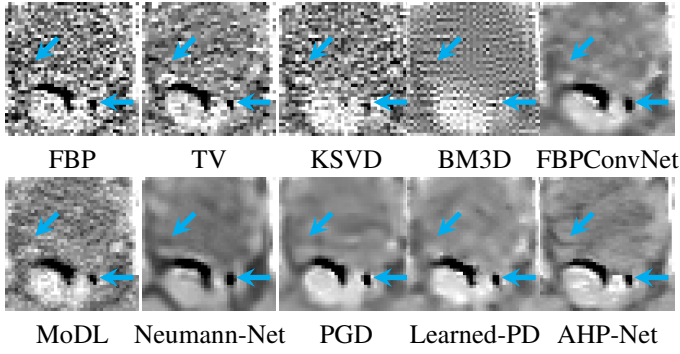 FBP TV KSVD BM3D FBPConvNet
MoDL Neumann-Net PGD Learned-PD AHP-Net